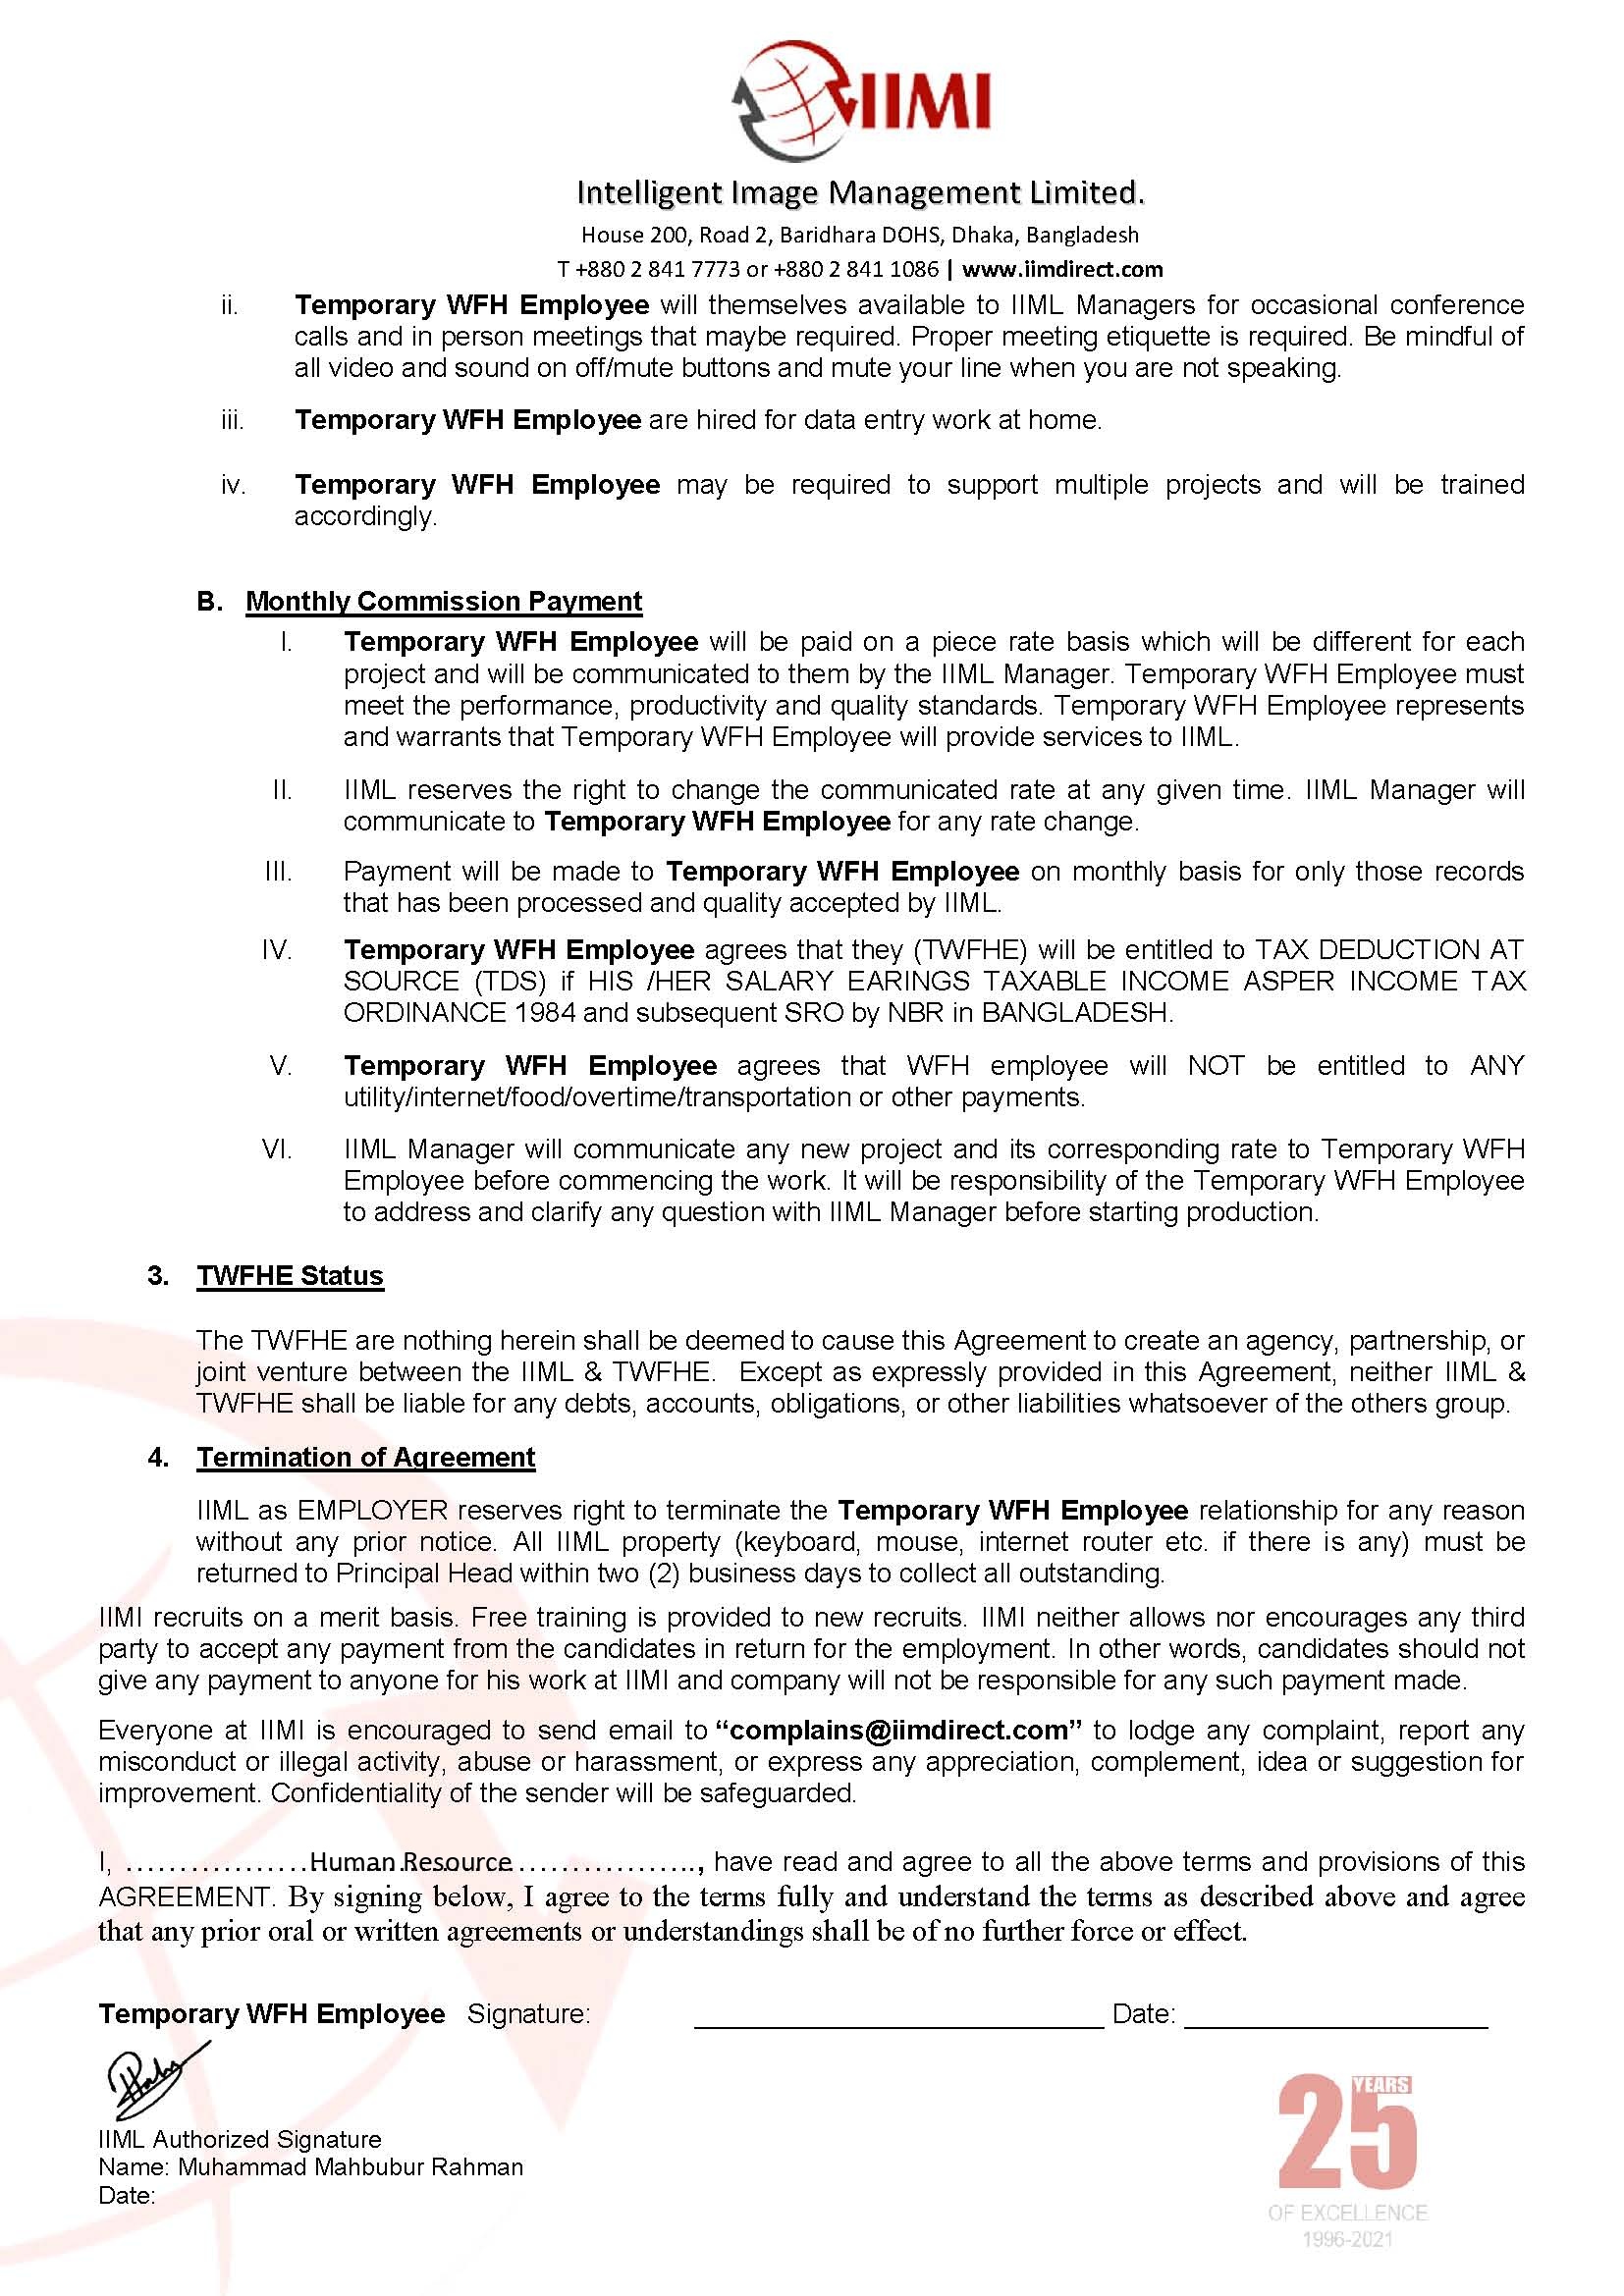 IIMI
Intelligent Image Management Limited.
House 200, Road 2, Baridhara DOHS, Dhaka, Bangladesh
T +880 2 841 7773 or +880 2 841 1086 | www.iimdirect.com
ii. Temporary WFH Employee will themselves available to IIML Managers for occasional conference
calls and in person meetings that maybe required. Proper meeting etiquette is required. Be mindful of
all video and sound on off/mute buttons and mute your line when you are not speaking.
iii. Temporary WFH Employee are hired for data entry work at home.
iv. Temporary WFH Employee may be required to support multiple projects and will be trained
accordingly.
B. Monthly Commission Payment
I. Temporary WFH Employee will be paid on a piece rate basis which will be different for each
project and will be communicated to them by the IIML Manager. Temporary WFH Employee must
meet the performance, productivity and quality standards. Temporary WFH Employee represents
and warrants that Temporary WFH Employee will provide services to IIML.
II. IIML reserves the right to change the communicated rate at any given time. IIML Manager will
communicate to Temporary WFH Employee for any rate change.
III. Payment will be made to Temporary WFH Employee on monthly basis for only those records
that has been processed and quality accepted by IIML.
IV. Temporary WFH Employee agrees that they (TWFHE) will be entitled to TAX DEDUCTION AT
SOURCE (TDS) if HIS /HER SALARY EARINGS TAXABLE INCOME ASPER INCOME TAX
ORDINANCE 1984 and subsequent SRO by NBR in BANGLADESH.
V. Temporary WFH Employee agrees that WFH employee will NOT be entitled to ANY
utility/internet/food/overtime/transportation or other payments.
VI. IIML Manager will communicate any new project and its corresponding rate to Temporary WFH
Employee before commencing the work. It will be responsibility of the Temporary WFH Employee
to address and clarify any question with IIML Manager before starting production.
3. TWFHE Status
The TWFHE are nothing herein shall be deemed to cause this Agreement to create an agency, partnership, or
joint venture between the IIML & TWFHE. Except as expressly provided in this Agreement, neither IIML &
TWFHE shall be liable for any debts, accounts, obligations, or other liabilities whatsoever of the others group.
4. Termination of Agreement
IIML as EMPLOYER reserves right to terminate the Temporary WFH Employee relationship for any reason
without any prior notice. All IIML property (keyboard, mouse, internet router etc. if there is any) must be
returned to Principal Head within two (2) business days to collect all outstanding.
IIMI recruits on a merit basis. Free training is provided to new recruits. IIMI neither allows nor encourages any third
party to accept any payment from the candidates in return for the employment. In other words, candidates should not
give any payment to anyone for his work at IIMI and company will not be responsible for any such payment made.
Everyone at IIMI is encouraged to send email to “complains@iimdirect.com” to lodge any complaint, report any
misconduct or illegal activity, abuse or harassment, or express any appreciation, complement, idea or suggestion for
improvement. Confidentiality of the sender will be safeguarded.
I, .................Human Resource................., have read and agree to all the above terms and provisions of this
AGREEMENT. By signing below, I agree to the terms fully and understand the terms as described above and agree
that any prior oral or written agreements or understandings shall be of no further force or effect.
Temporary WFH Employee Signature: ____________________ Date: ____________________
IIML Authorized Signature
Name: Muhammad Mahbubur Rahman
Date:
25 YEARS
OF EXCELLENCE
1996-2021